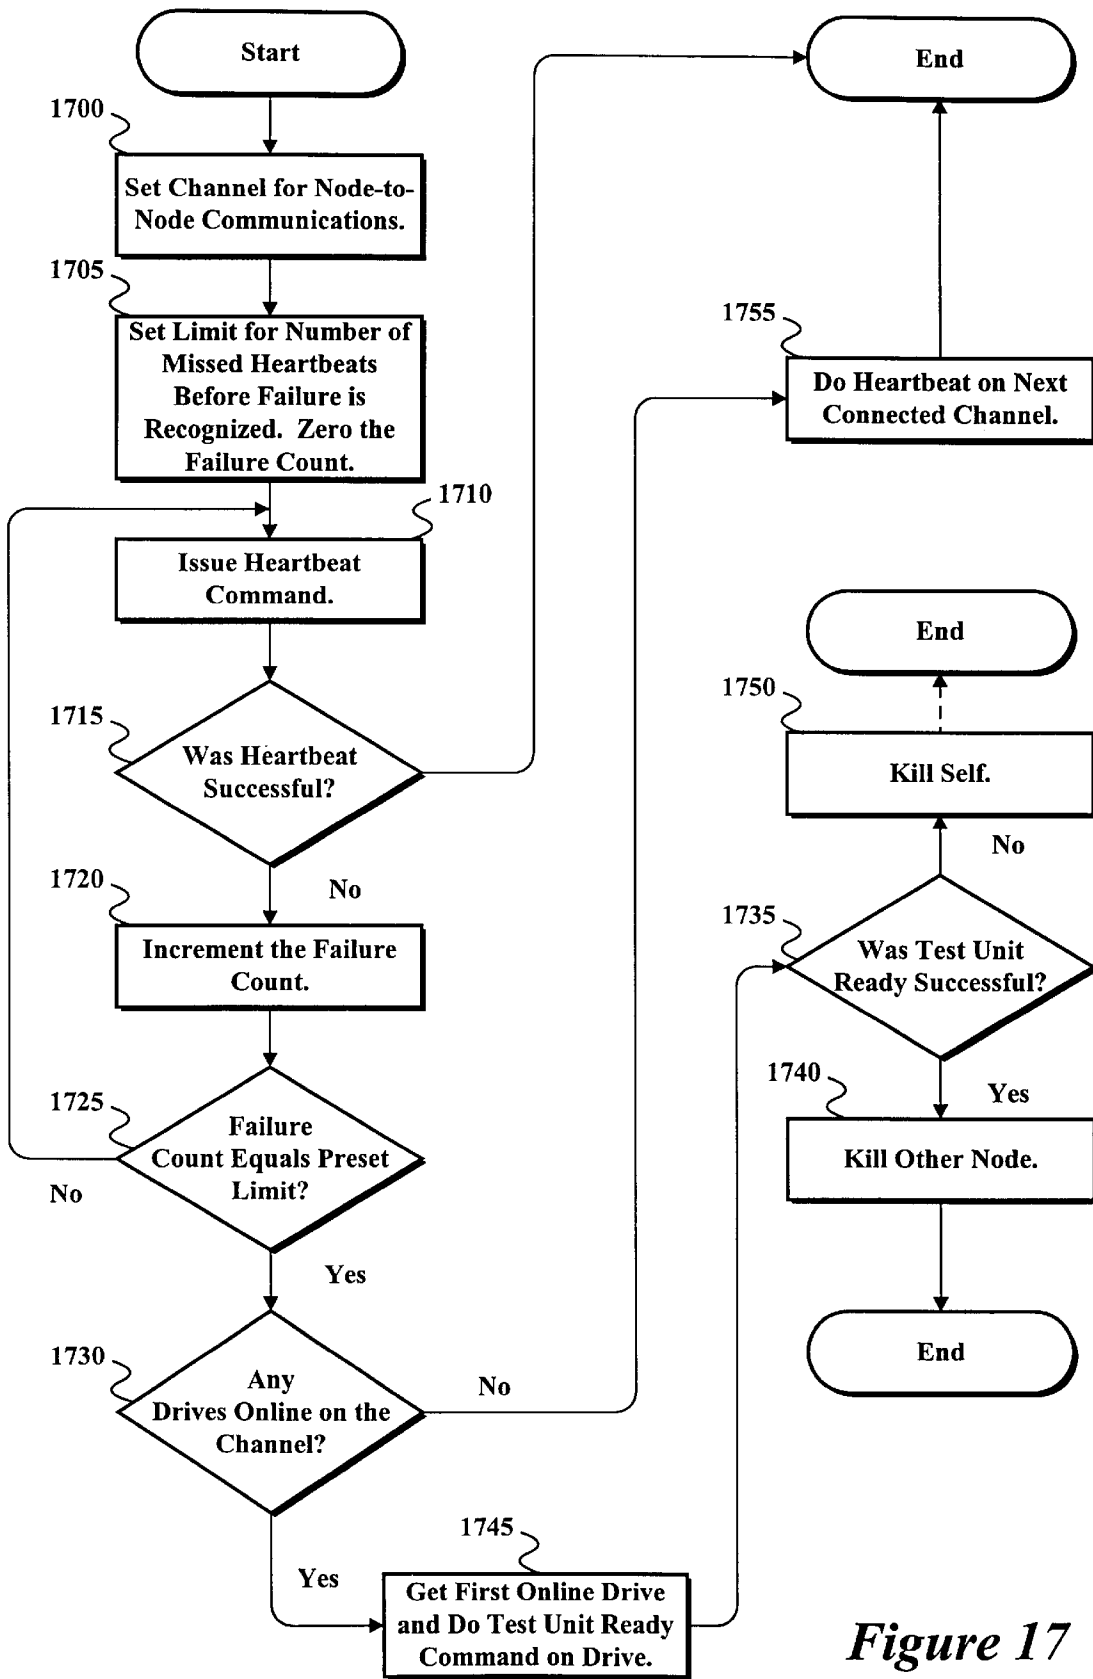 Start
End
1700
Set Channel for Node-to-
Node Communications.
1705
Set Limit for Number of
Missed Heartbeats
Before Failure is
Recognized. Zero the
Failure Count.
1755
Do Heartbeat on Next
Connected Channel.
1710
Issue Heartbeat
Command.
End
1715
Was Heartbeat
Successful?
1750
Kill Self.
No
No
1720
Increment the Failure
Count.
1735
Was Test Unit
Ready Successful?
Yes
1725
Failure
Count Equals Preset
Limit?
No
1740
Kill Other Node.
Yes
1730
Any
Drives Online on the
Channel?
No
End
Yes
1745
Get First Online Drive
and Do Test Unit Ready
Command on Drive.
Figure 17